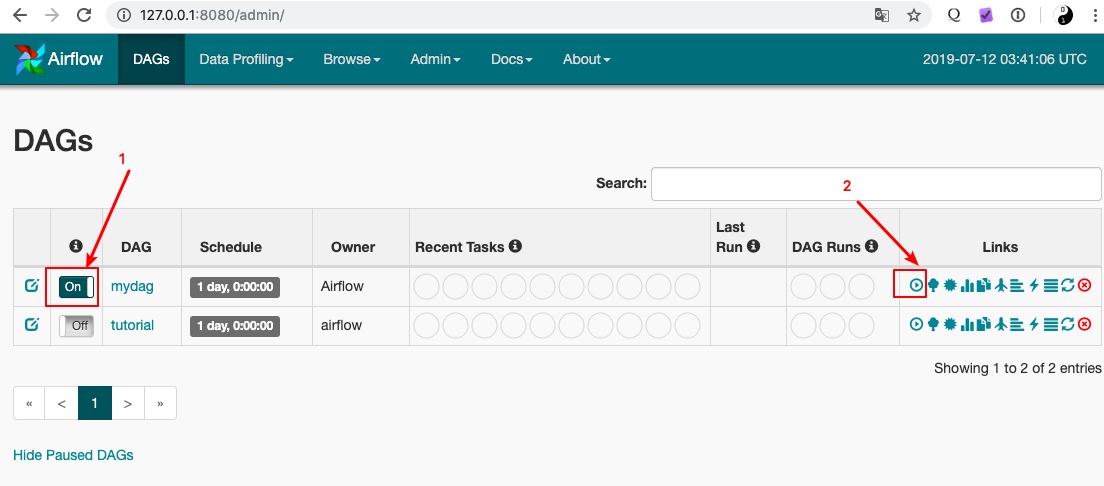 127.0.0.1:8080/admin/
Airflow DAGs Data Profiling Browse Admin Docs About 2019-07-12 03:41:06 UTC
DAGs
1
Search: 2
DAG Schedule Owner Recent Tasks Last Run DAG Runs Links
On mydag 1 day, 0:00:00 Airflow
Off tutorial 1 day, 0:00:00 airflow
Showing 1 to 2 of 2 entries
« < 1 > »
Hide Paused DAGs